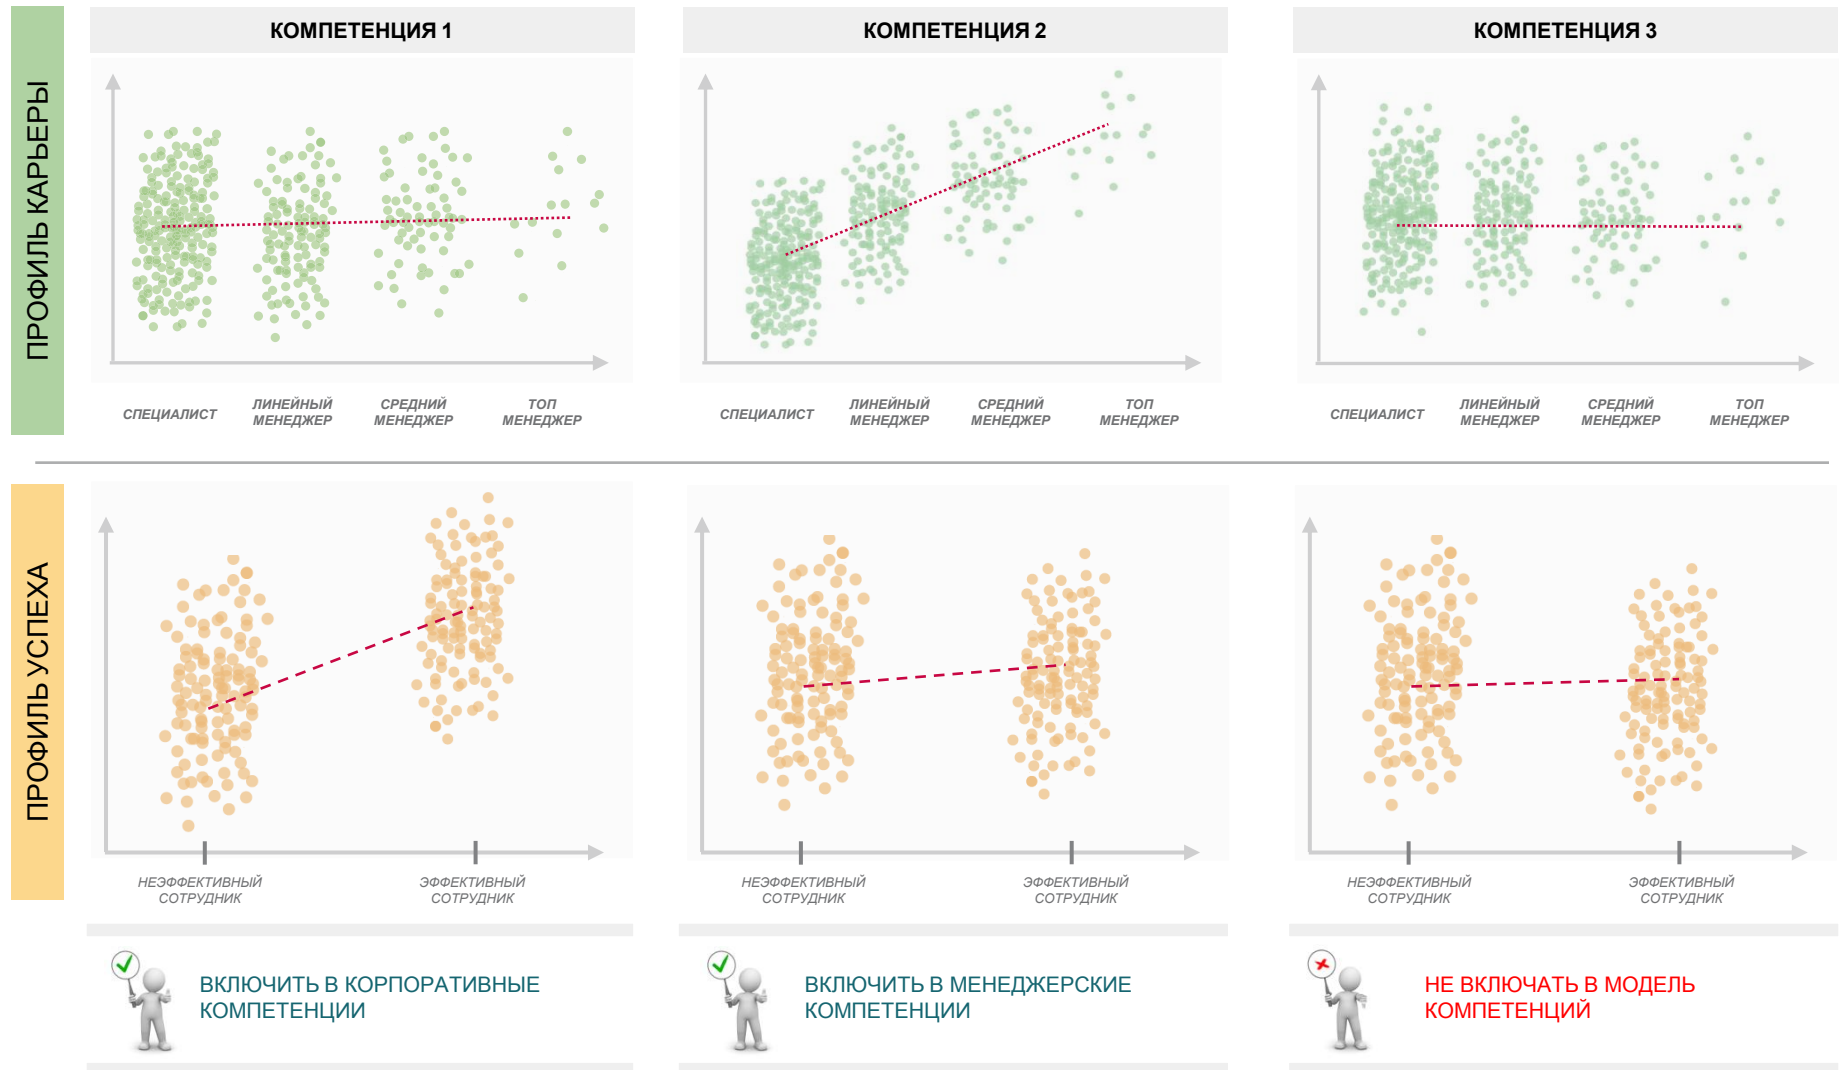 КОМПЕТЕНЦИЯ 1
КОМПЕТЕНЦИЯ 2
КОМПЕТЕНЦИЯ 3
ПРОФИЛЬ КАРЬЕРЫ
СПЕЦИАЛИСТ
ЛИНЕЙНЫЙ
МЕНЕДЖЕР
СРЕДНИЙ
МЕНЕДЖЕР
ТОП
МЕНЕДЖЕР
СПЕЦИАЛИСТ
ЛИНЕЙНЫЙ
МЕНЕДЖЕР
СРЕДНИЙ
МЕНЕДЖЕР
ТОП
МЕНЕДЖЕР
СПЕЦИАЛИСТ
ЛИНЕЙНЫЙ
МЕНЕДЖЕР
СРЕДНИЙ
МЕНЕДЖЕР
ТОП
МЕНЕДЖЕР
ПРОФИЛЬ УСПЕХА
НЕЭФФЕКТИВНЫЙ
СОТРУДНИК
ЭФФЕКТИВНЫЙ
СОТРУДНИК
НЕЭФФЕКТИВНЫЙ
СОТРУДНИК
ЭФФЕКТИВНЫЙ
СОТРУДНИК
НЕЭФФЕКТИВНЫЙ
СОТРУДНИК
ЭФФЕКТИВНЫЙ
СОТРУДНИК
ВКЛЮЧИТЬ В КОРПОРАТИВНЫЕ
КОМПЕТЕНЦИИ
ВКЛЮЧИТЬ В МЕНЕДЖЕРСКИЕ
КОМПЕТЕНЦИИ
НЕ ВКЛЮЧАТЬ В МОДЕЛЬ
КОМПЕТЕНЦИЙ